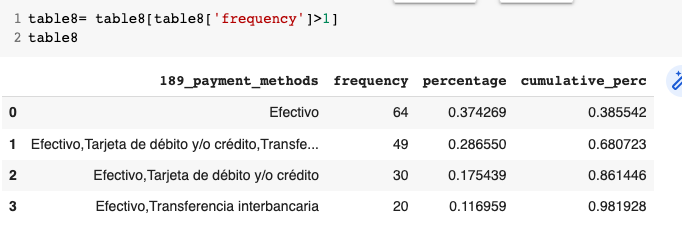 1 table8= table8[table8['frequency']>1]
2 table8
189_payment_methods frequency percentage cumulative_perc
0 Efectivo 64 0.374269 0.385542
1 Efectivo,Tarjeta de débito y/o crédito,Transfe... 49 0.286550 0.680723
2 Efectivo,Tarjeta de débito y/o crédito 30 0.175439 0.861446
3 Efectivo,Transferencia interbancaria 20 0.116959 0.981928